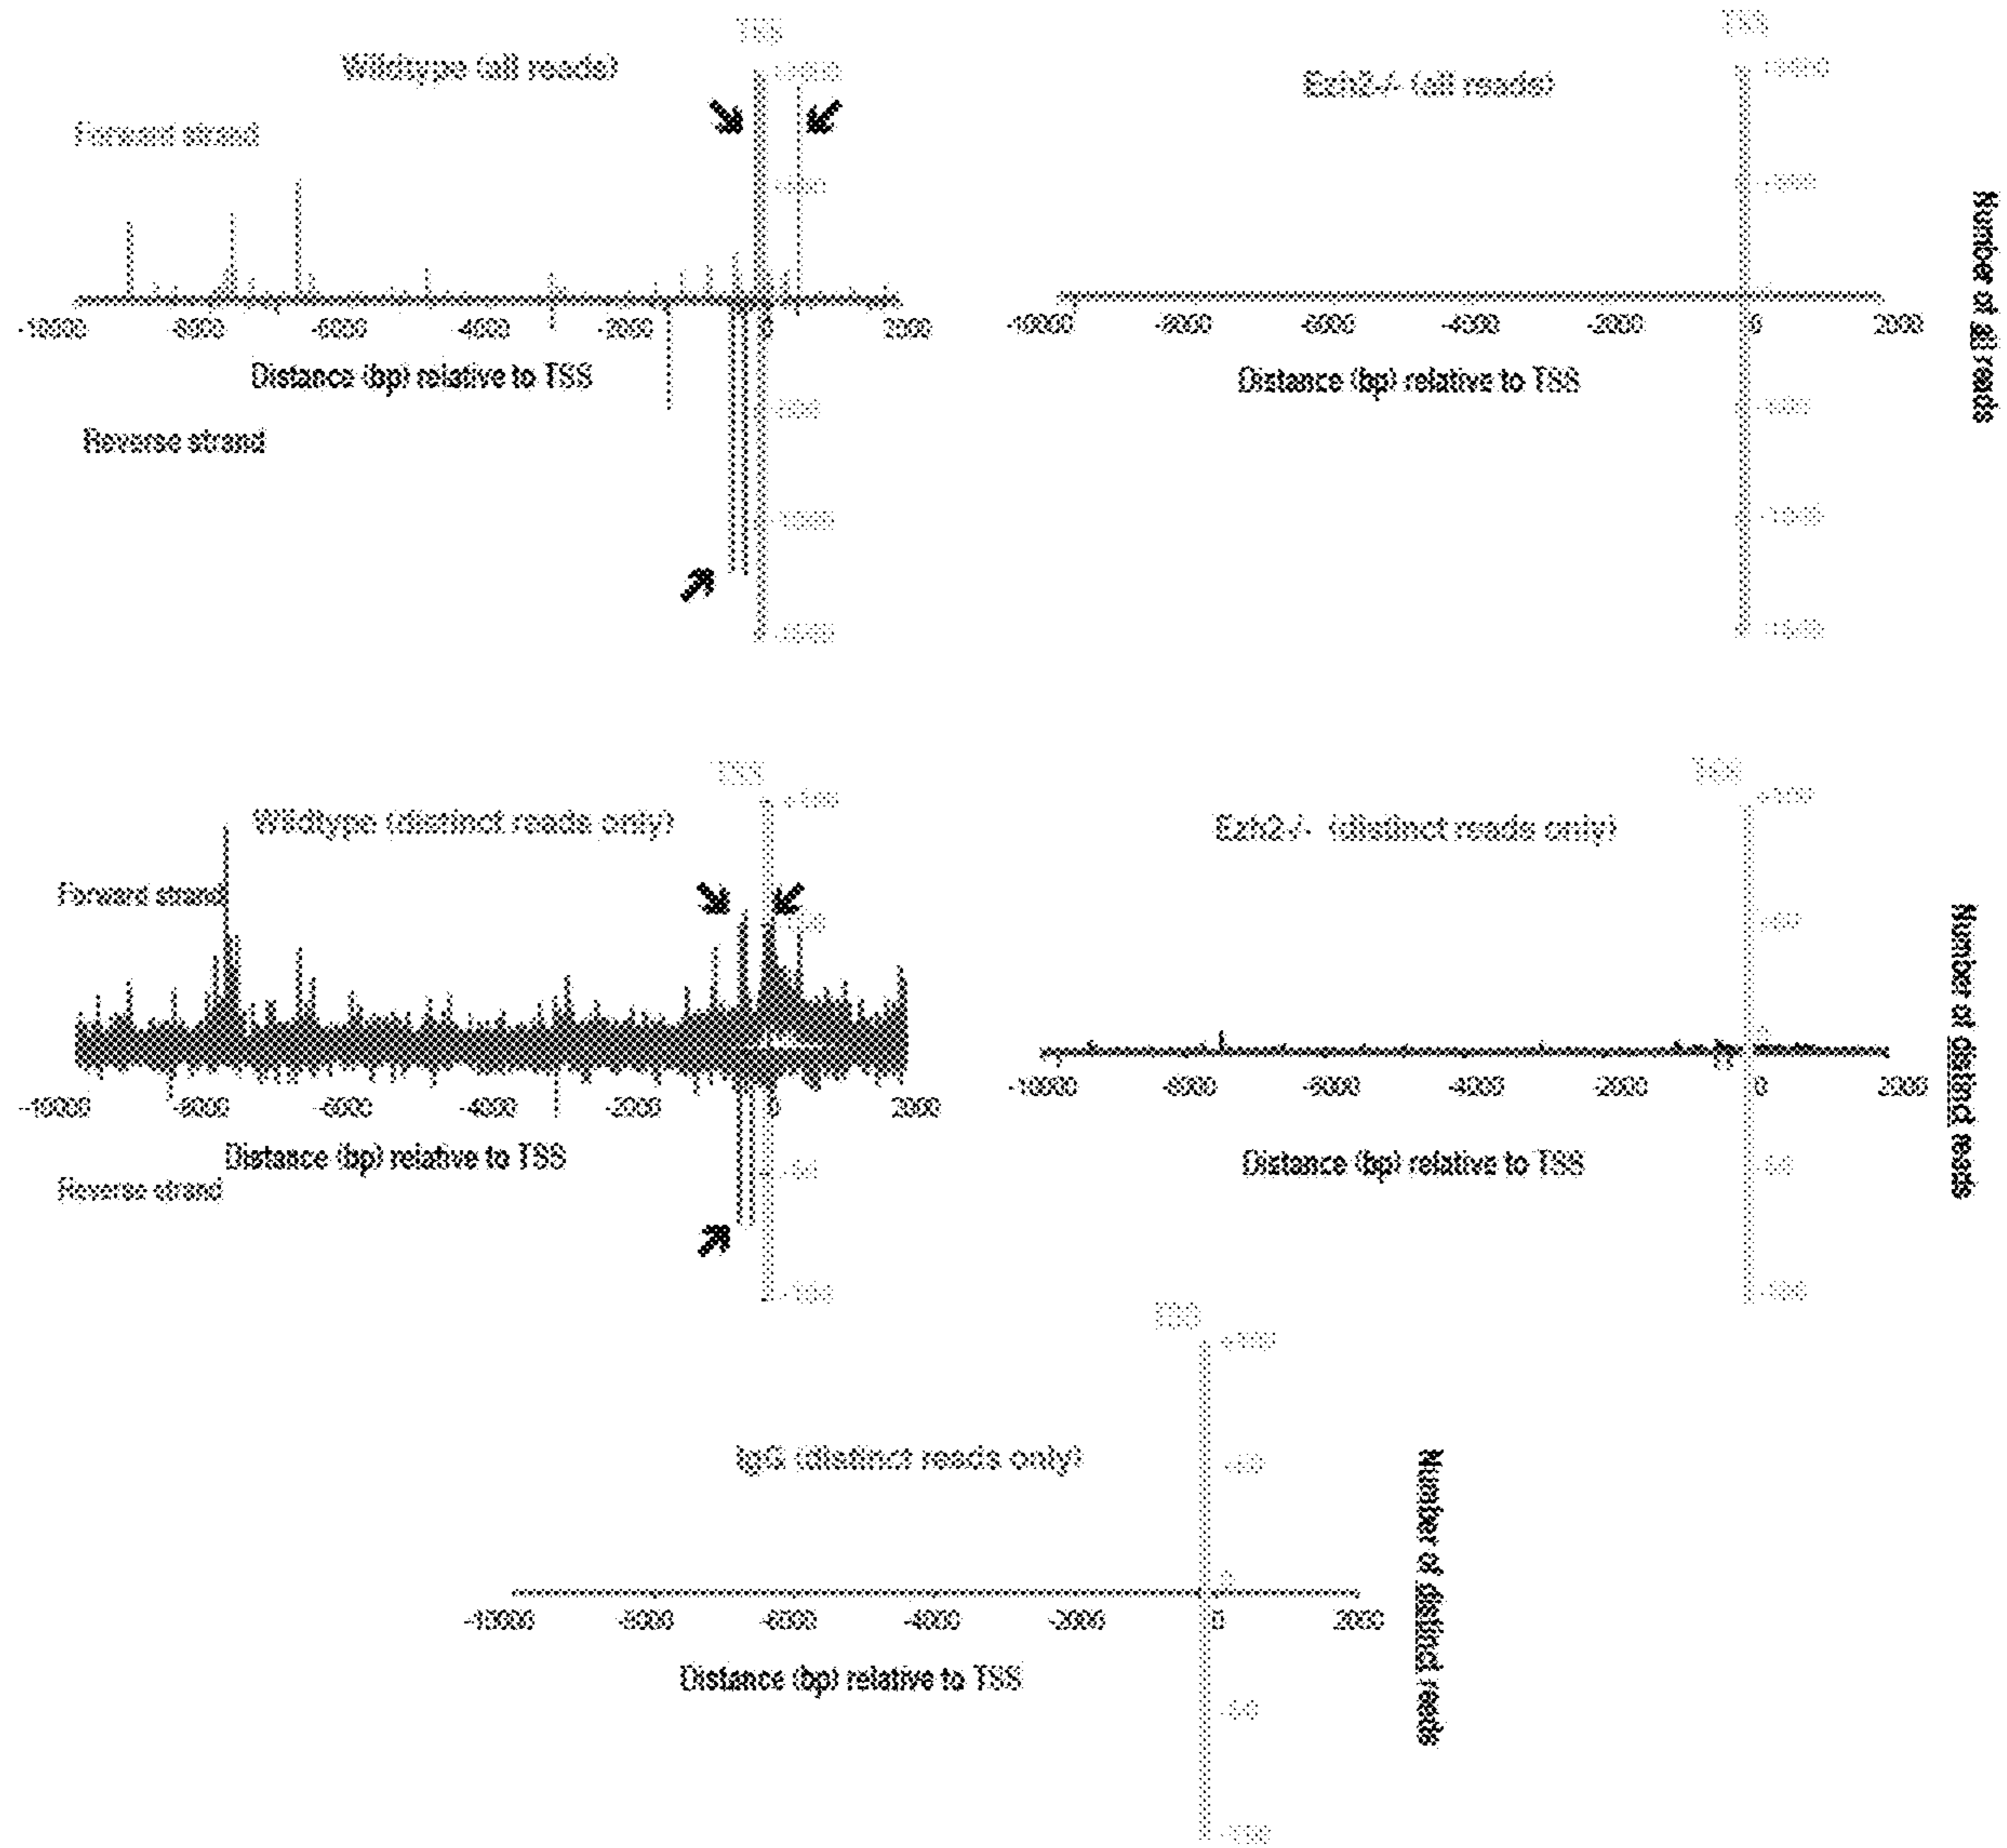 TSS
Wildtype (all reads)
Forward strand
-10000 -8000 -6000 -4000 -2000 0 2000
Distance (bp) relative to TSS
Reverse strand
TSS
Ezh2-/- (all reads)
-10000 -8000 -6000 -4000 -2000 0 2000
Distance (bp) relative to TSS
Number of all reads
TSS
Wildtype (distinct reads only)
Forward strand
-10000 -8000 -6000 -4000 -2000 0 2000
Distance (bp) relative to TSS
Reverse strand
TSS
Ezh2-/- (distinct reads only)
-10000 -8000 -6000 -4000 -2000 0 2000
Distance (bp) relative to TSS
Number of distinct reads
TSS
IgG (distinct reads only)
-10000 -8000 -6000 -4000 -2000 0 2000
Distance (bp) relative to TSS
Number of distinct reads